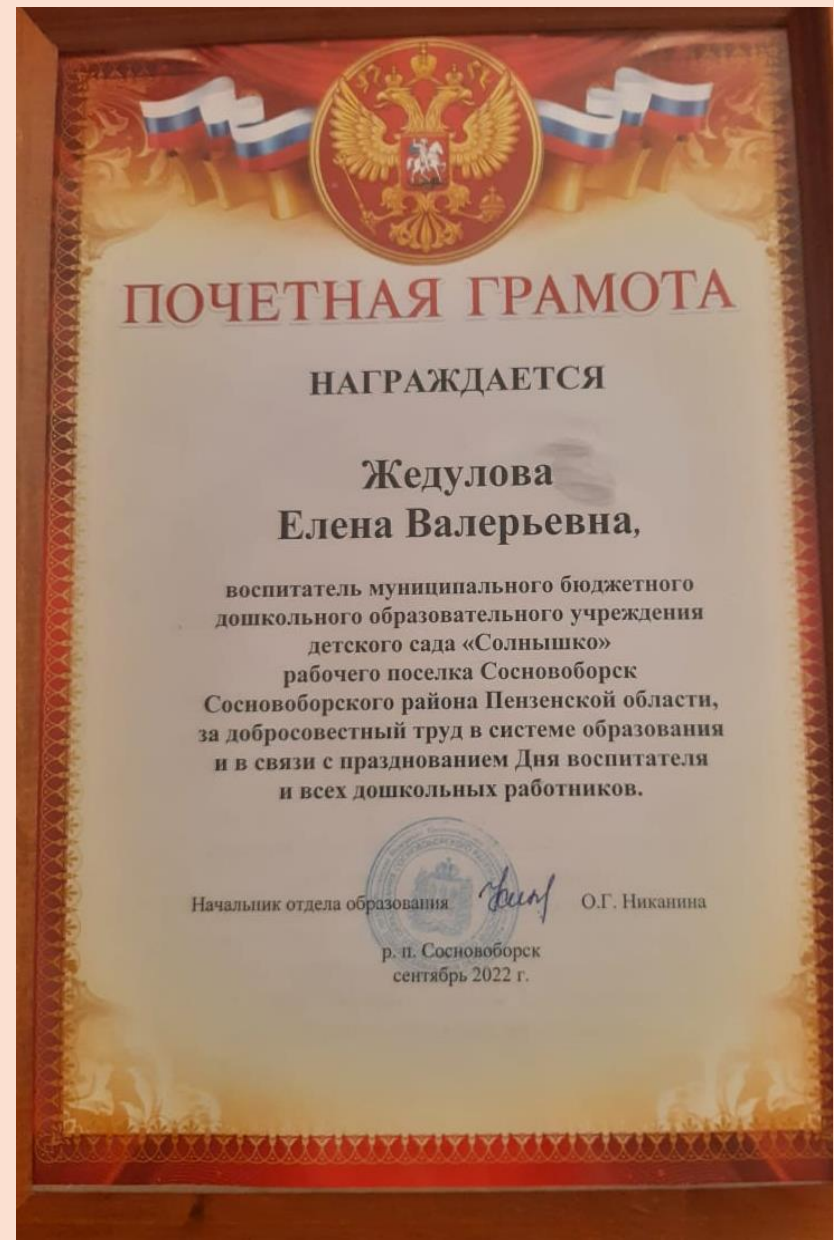 ПОЧЕТНАЯ ГРАМОТА
НАГРАЖДАЕТСЯ
Жедулова
Елена Валерьевна,
воспитатель муниципального бюджетного
дошкольного образовательного учреждения
детского сада «Солнышко»
рабочего поселка Сосновоборск
Сосновоборского района Пензенской области,
за добросовестный труд в системе образования
и в связи с празднованием Дня воспитателя
и всех дошкольных работников.
Начальник отдела образования О.Г. Никанина
р. п. Сосновоборск
сентябрь 2022 г.